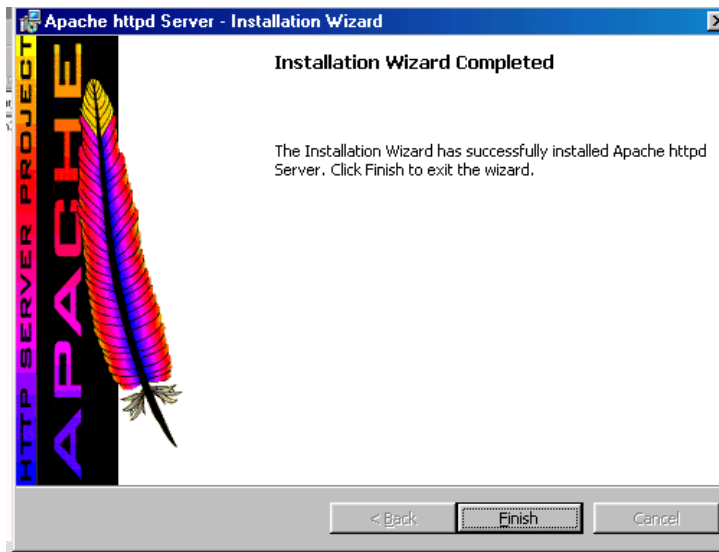 Apache httpd Server - Installation Wizard
HTTP SERVER PROJECT
APACHE
Installation Wizard Completed
The Installation Wizard has successfully installed Apache httpd
Server. Click Finish to exit the wizard.
< Back
Finish
Cancel